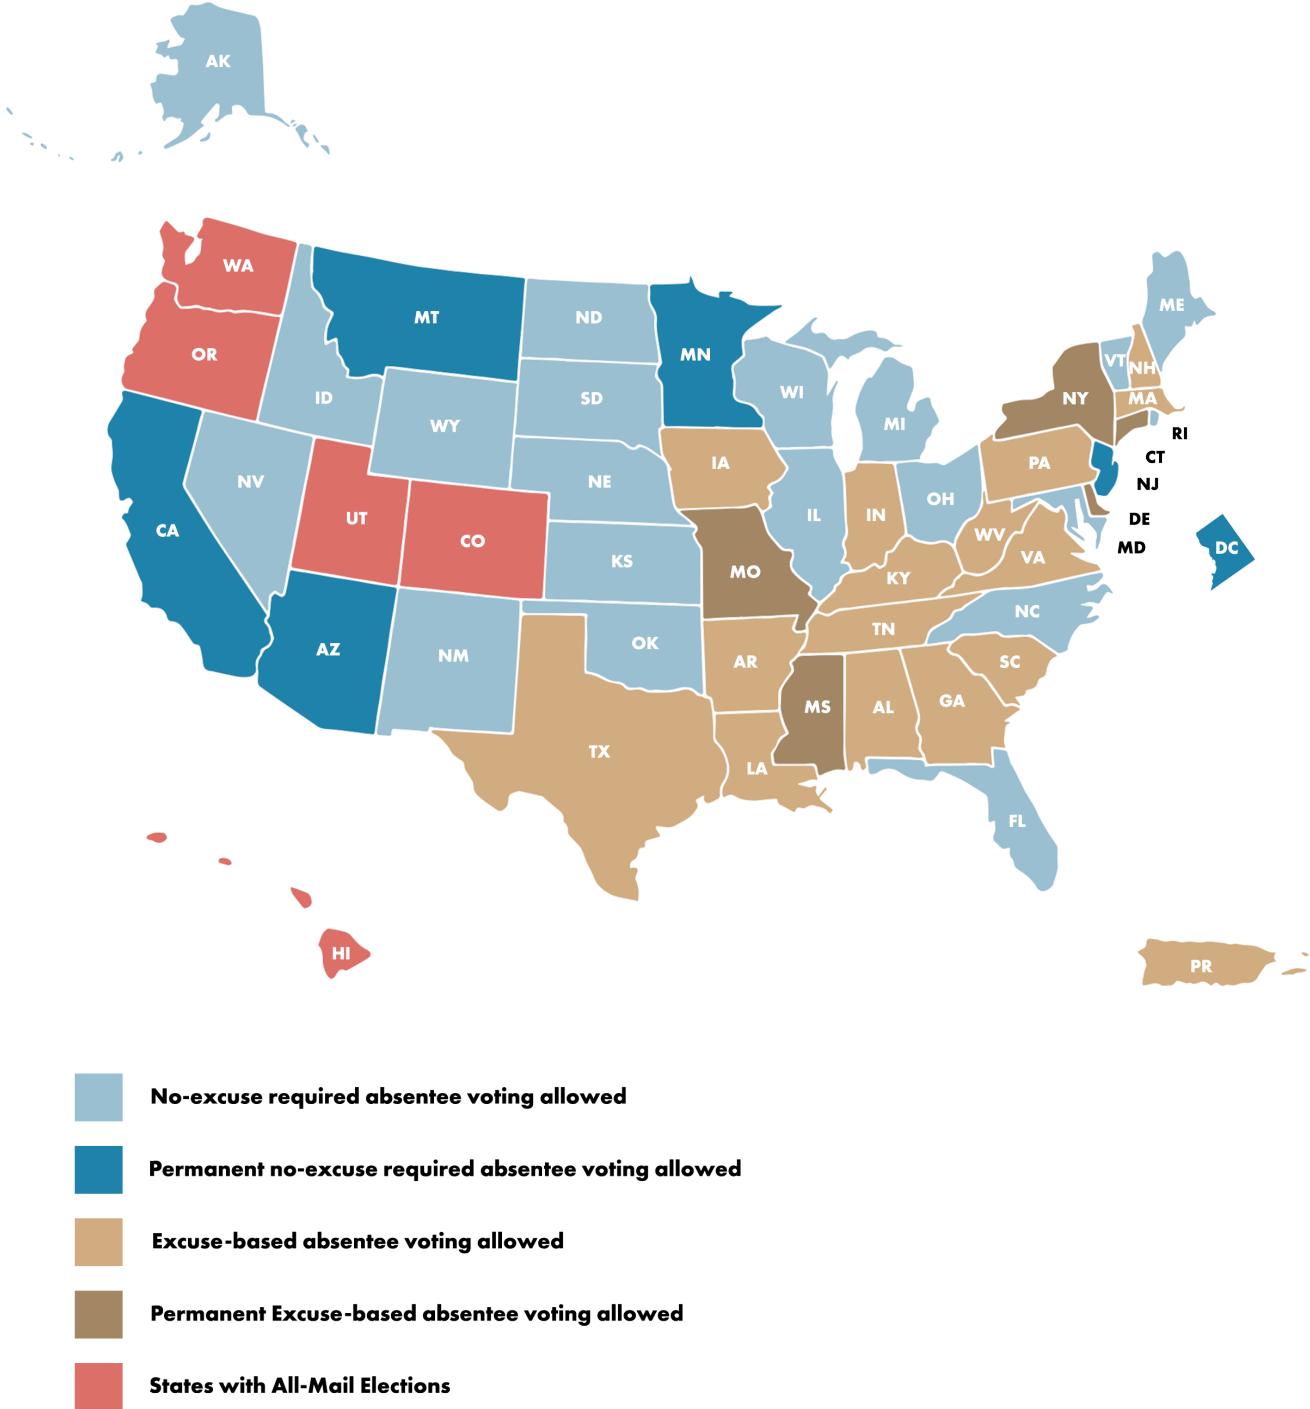 AK
WA
MT
ND
MN
OR
ID
SD
WI
MI
ME
VT
NH
NY
MA
RI
WY
NV
NE
IA
PA
CT
NJ
CA
UT
CO
KS
MO
IL
IN
OH
WV
VA
DE
MD
DC
KY
NC
AZ
NM
OK
TN
AR
SC
MS
AL
GA
TX
LA
FL
HI
PR
No-excuse required absentee voting allowed
Permanent no-excuse required absentee voting allowed
Excuse-based absentee voting allowed
Permanent Excuse-based absentee voting allowed
States with All-Mail Elections